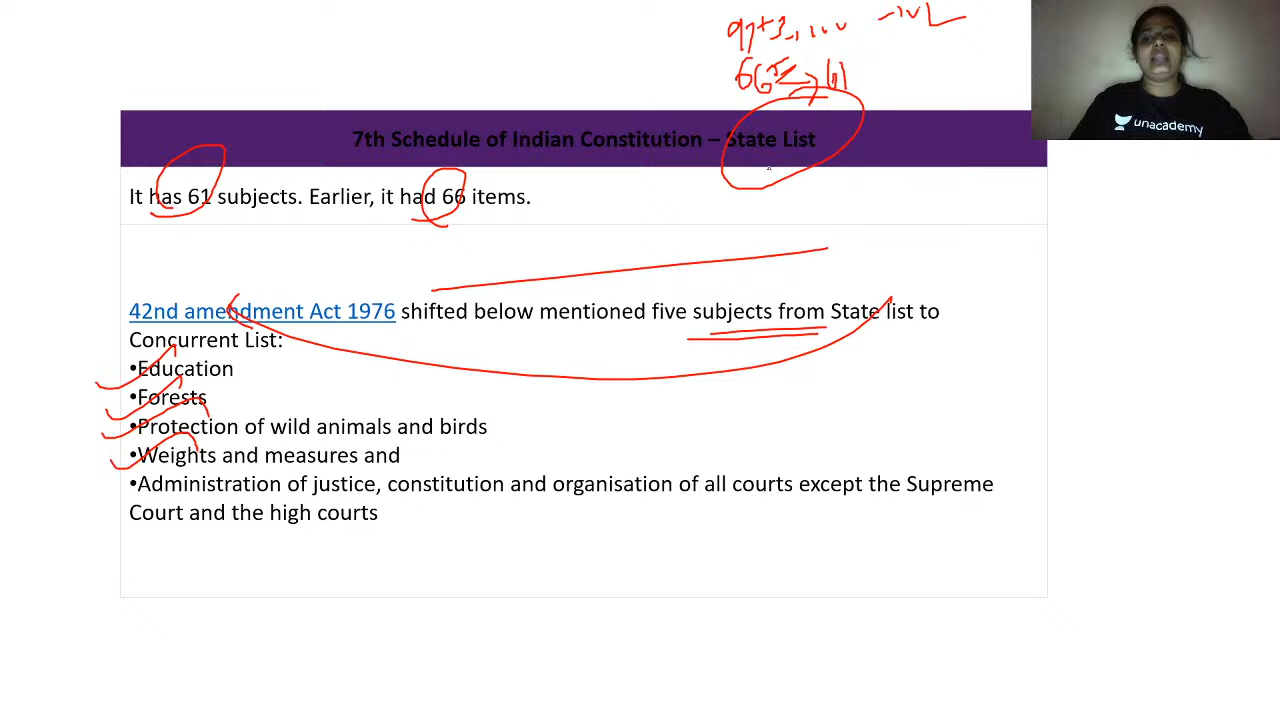 97+3 → 100
66 → 61
unacademy
7th Schedule of Indian Constitution – State List
It has 61 subjects. Earlier, it had 66 items.
42nd amendment Act 1976 shifted below mentioned five subjects from State list to
Concurrent List:
•Education
•Forests
•Protection of wild animals and birds
•Weights and measures and
•Administration of justice, constitution and organisation of all courts except the Supreme
Court and the high courts